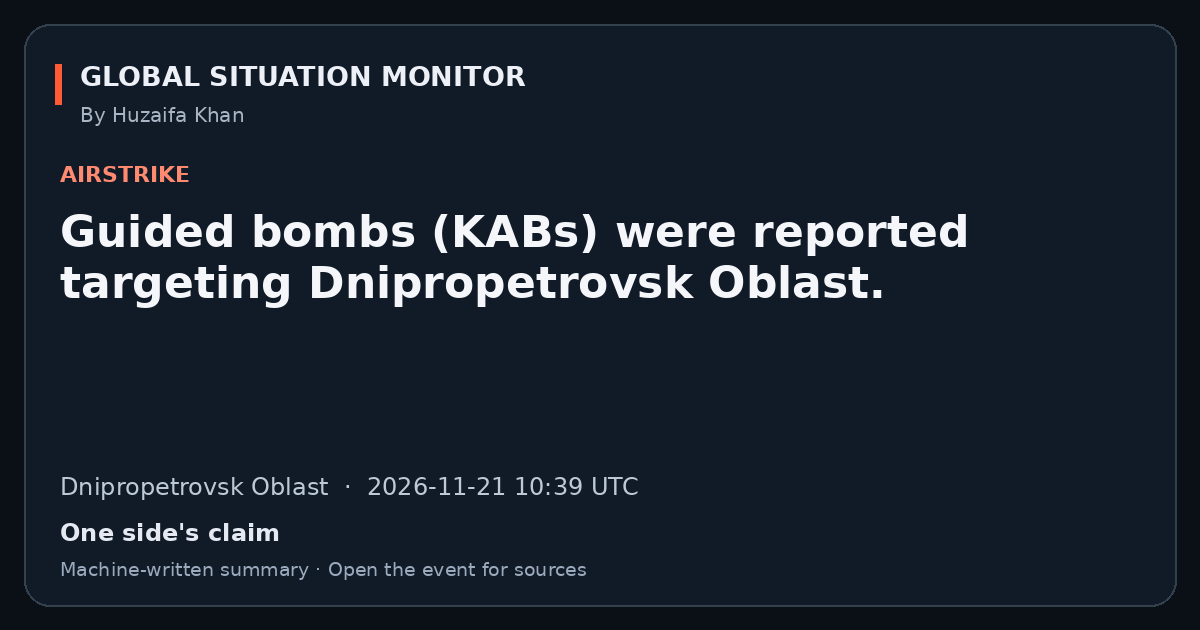 GLOBAL SITUATION MONITOR
By Huzaifa Khan
AIRSTRIKE
Guided bombs (KABs) were reported
targeting Dnipropetrovsk Oblast.
Dnipropetrovsk Oblast · 2026-11-21 10:39 UTC
One side's claim
Machine-written summary · Open the event for sources